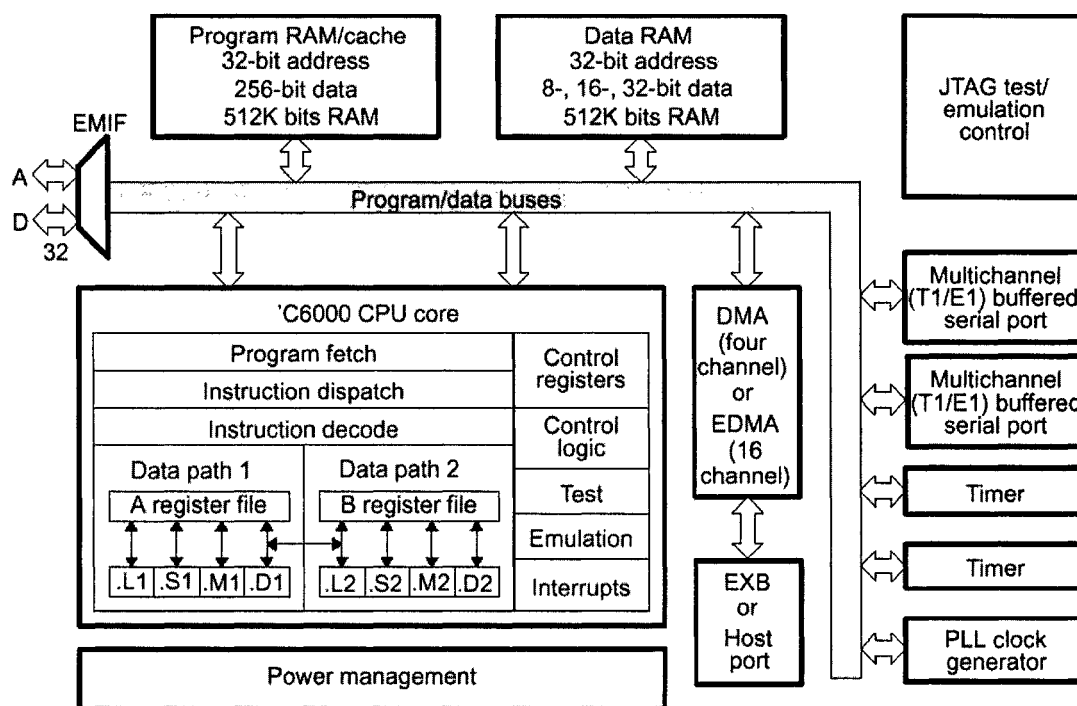 Program RAM/cache
32-bit address
256-bit data
512K bits RAM
Data RAM
32-bit address
8-, 16-, 32-bit data
512K bits RAM
JTAG test/
emulation
control
EMIF
A
D
32
Program/data buses
'C6000 CPU core
Program fetch
Instruction dispatch
Instruction decode
Data path 1
A register file
.L1 .S1 .M1 .D1
Data path 2
B register file
.L2 .S2 .M2 .D2
Control
registers
Control
logic
Test
Emulation
Interrupts
DMA
(four
channel)
or
EDMA
(16
channel)
EXB
or
Host
port
Multichannel
(T1/E1) buffered
serial port
Multichannel
(T1/E1) buffered
serial port
Timer
Timer
PLL clock
generator
Power management